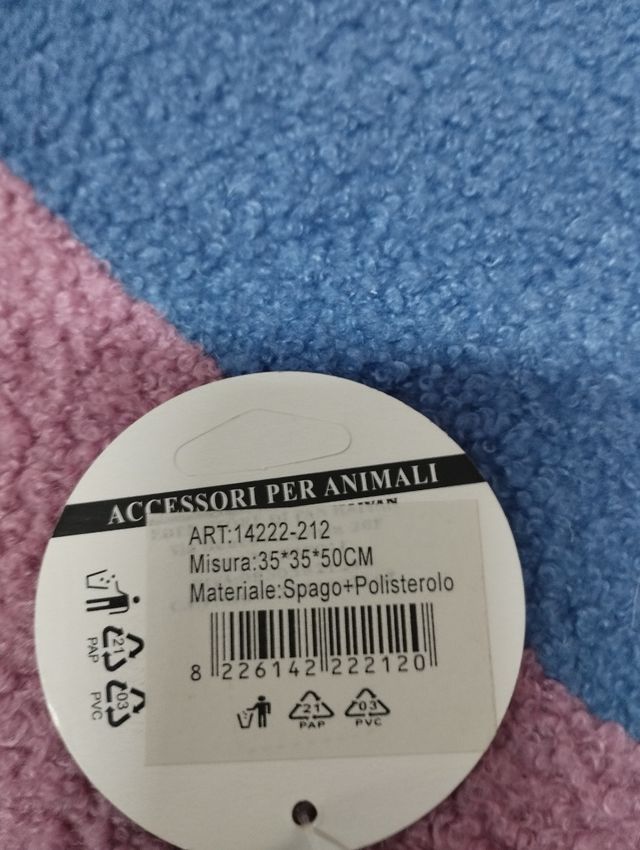 ACCESSORI PER ANIMALI
ART:14222-212
Misura:35*35*50CM
Materiale:Spago+Polisterolo
8 226142 222120
21
PAP
03
PVC
21
PAP
03
PVC